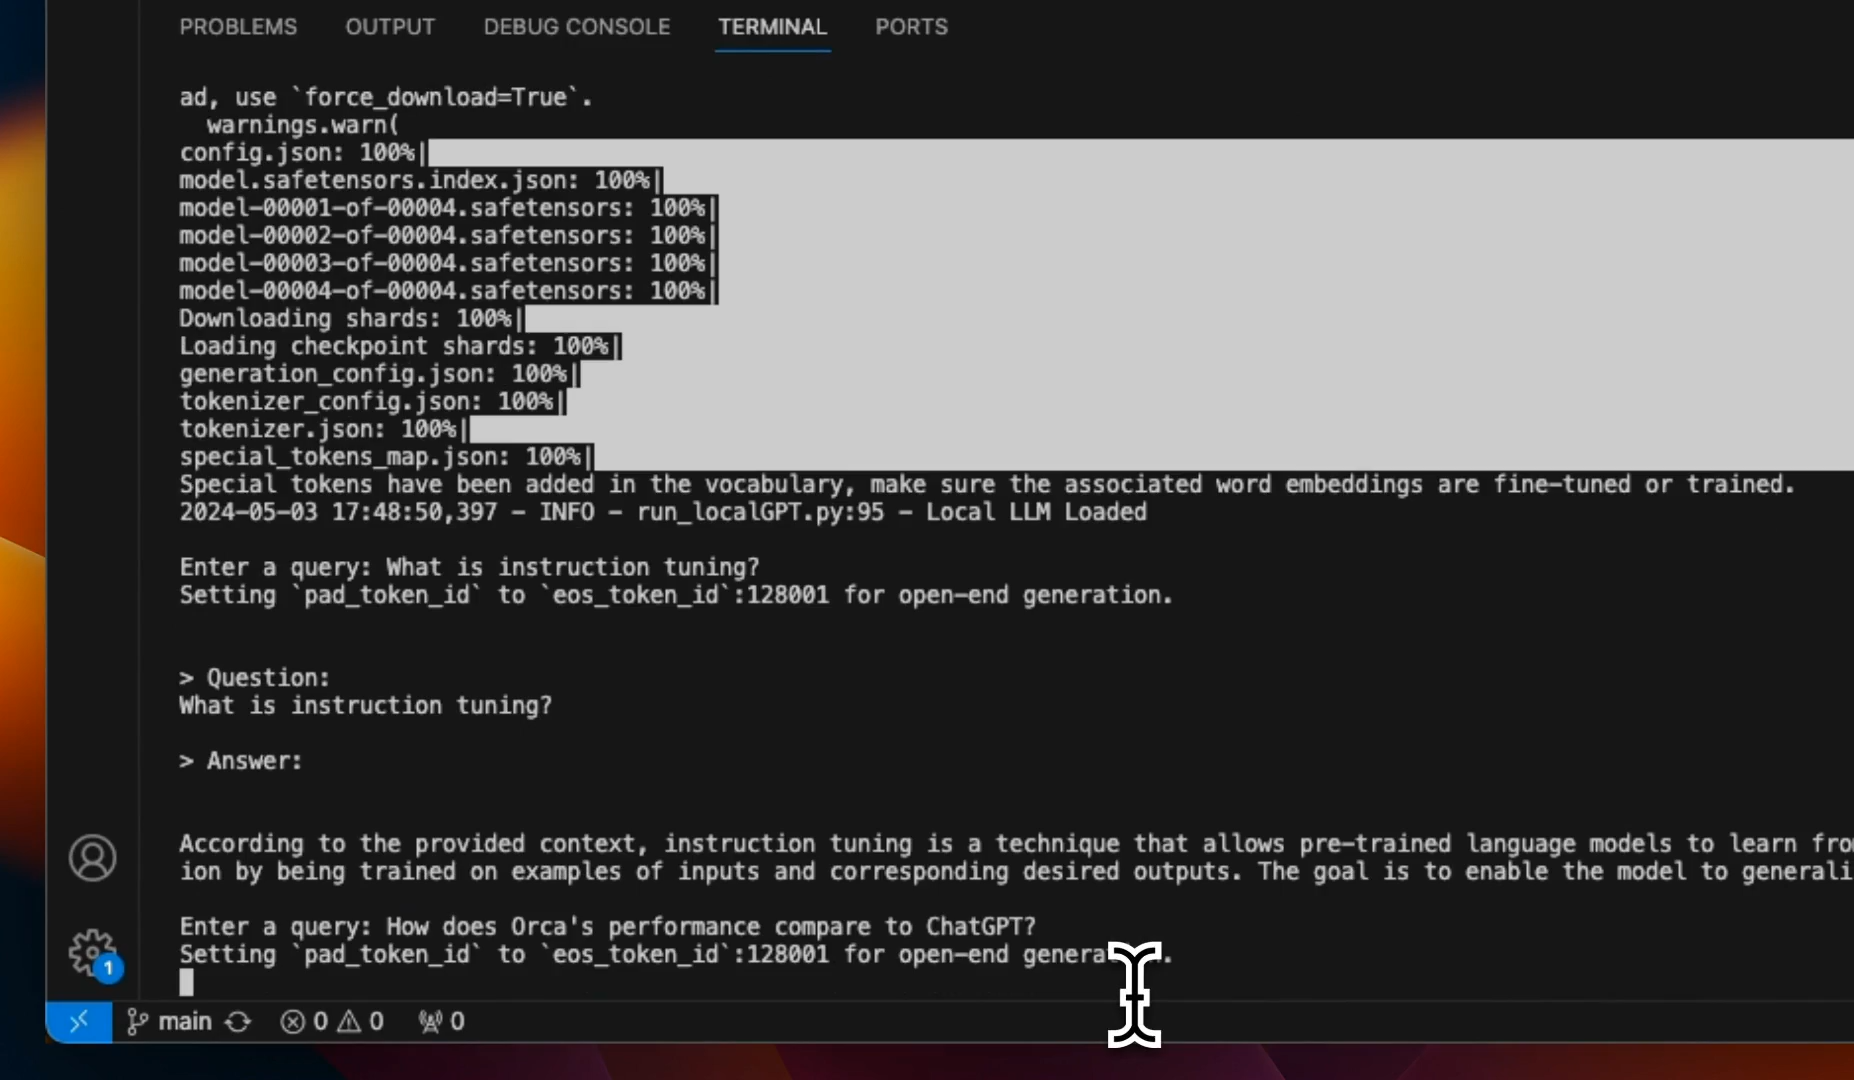 PROBLEMS OUTPUT DEBUG CONSOLE TERMINAL PORTS
ad, use `force_download=True`.
warnings.warn(
config.json: 100%|
model.safetensors.index.json: 100%|
model-00001-of-00004.safetensors: 100%|
model-00002-of-00004.safetensors: 100%|
model-00003-of-00004.safetensors: 100%|
model-00004-of-00004.safetensors: 100%|
Downloading shards: 100%|
Loading checkpoint shards: 100%|
generation_config.json: 100%|
tokenizer_config.json: 100%|
tokenizer.json: 100%|
special_tokens_map.json: 100%|
Special tokens have been added in the vocabulary, make sure the associated word embeddings are fine-tuned or trained.
2024-05-03 17:48:50,397 - INFO - run_localGPT.py:95 - Local LLM Loaded
Enter a query: What is instruction tuning?
Setting `pad_token_id` to `eos_token_id`:128001 for open-end generation.
> Question:
What is instruction tuning?
> Answer:
According to the provided context, instruction tuning is a technique that allows pre-trained language models to learn fro
ion by being trained on examples of inputs and corresponding desired outputs. The goal is to enable the model to generali
Enter a query: How does Orca's performance compare to ChatGPT?
Setting `pad_token_id` to `eos_token_id`:128001 for open-end generation.
1
main 0 0 0